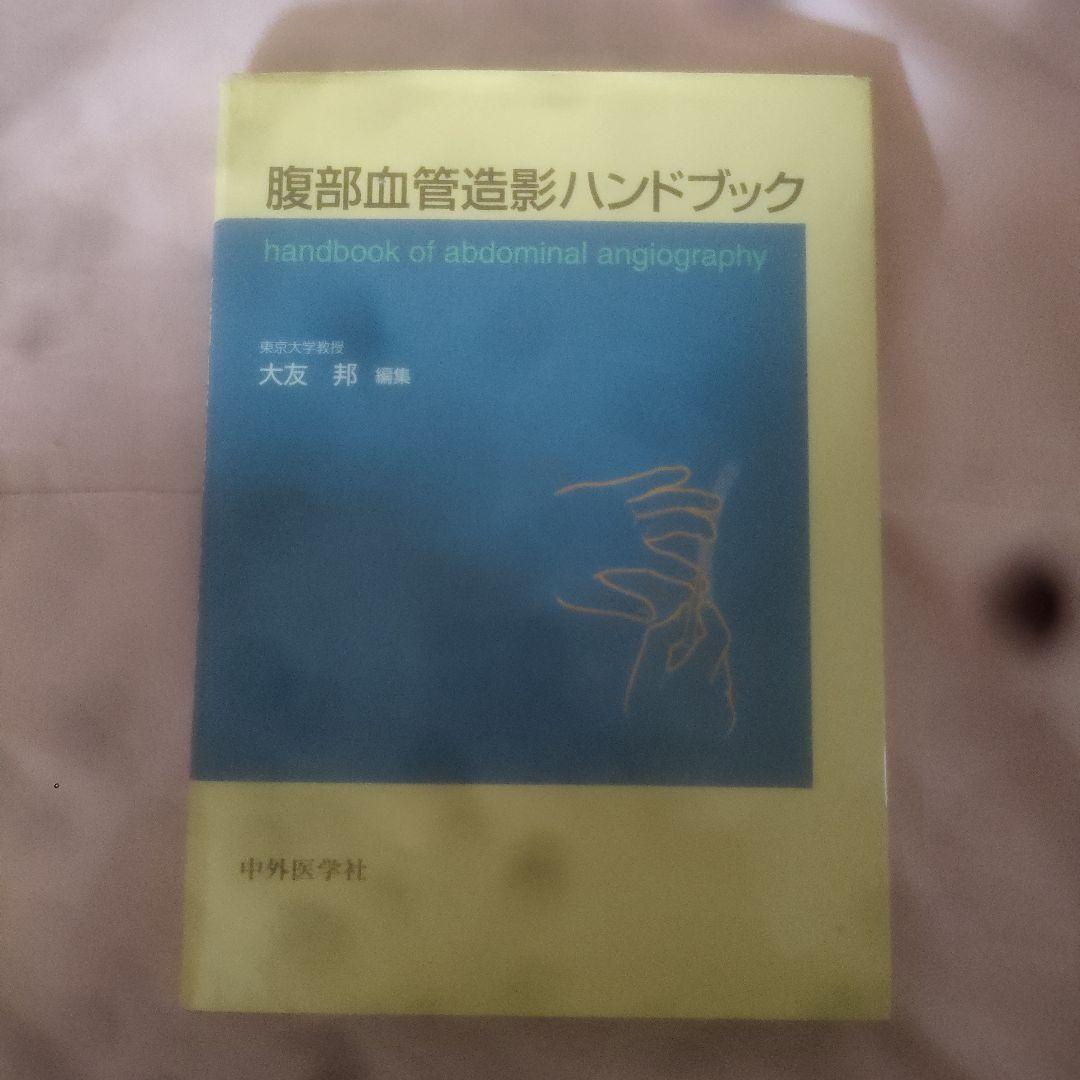 腹部血管造影ハンドブック
handbook of abdominal angiography
東京大学教授
大友 邦 編集
中外医学社